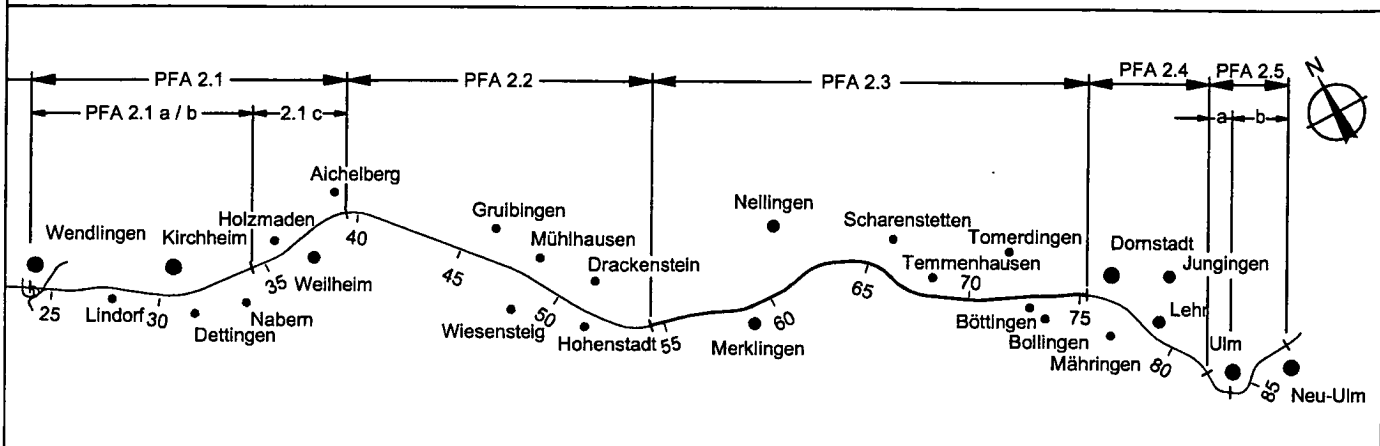 PFA 2.1
PFA 2.2
PFA 2.3
PFA 2.4
PFA 2.5
N
PFA 2.1 a / b
2.1 c
a
b
Aichelberg
Gruibingen
Nellingen
Scharenstetten
Tomerdingen
Dornstadt
Wendlingen
Kirchheim
Holzmaden
Mühlhausen
Jungingen
Weilheim
Drackenstein
Temmenhausen
40
45
35
65
70
25
Lindorf
30
Dettingen
Nabern
Wiesensteig
50
Hohenstadt
55
Merklingen
60
Böttingen
Bollingen
75
Mähringen
Lehr
80
Ulm
85
Neu-Ulm